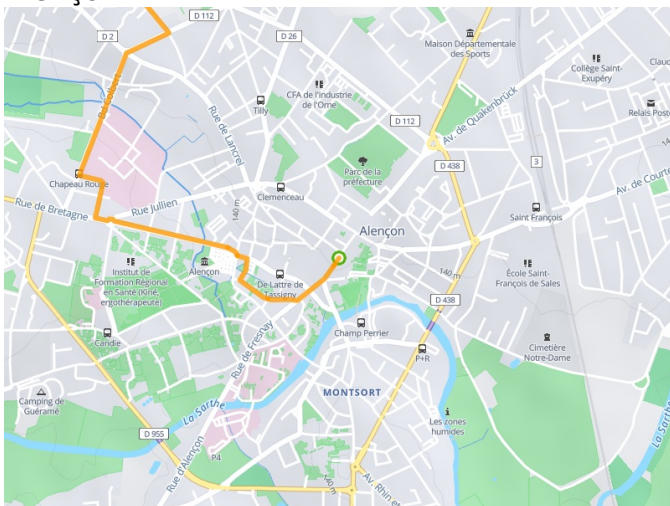 D 112
D 2
D 26
Maison Départementale
des Sports
Collège Saint-
Exupéry
Bd Colbert
CFA de l'industrie
de l'Orne
Tilly
Relais Poste
Rue de Lancrel
D 112
Av. de Quakenbrück
D 438
3
Parc de la
préfecture
Chapeau Rouge
Clemenceau
Av. de Courte
Rue de Bretagne
Rue Jullien
140 m
Saint François
Alençon
Institut de
Formation Régional
en Santé (Kiné,
ergothérapeute)
Alençon
De Lattre de
Tassigny
140 m
École Saint-
François de Sales
D 438
Candie
Rue de Fresnay
Champ Perrier
P+R
Cimetière
Notre-Dame
MONTSORT
Camping de
Guéramé
La Sarthe
Les zones
humides
La Sarthe
D 955
P4
Rue d'Alençon
140 m
Av. Rhin et